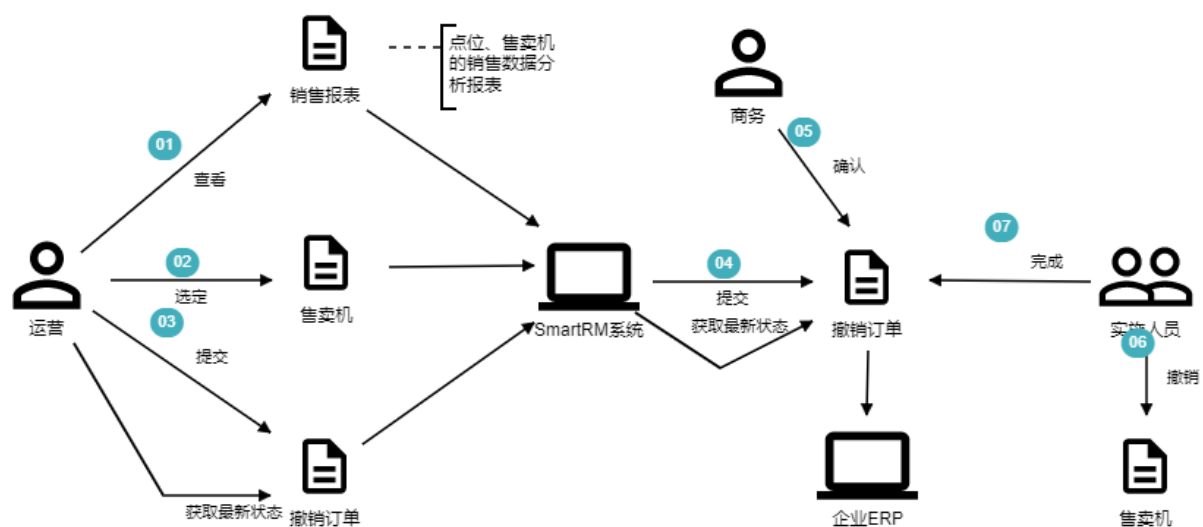 点位、售卖机
的销售数据分
析报表
销售报表
商务
01
05
查看
确认
07
02
04
完成
选定
提交
售卖机
03
获取最新状态
运营
SmartRM系统
撤销订单
实施人员
06
提交
撤销
获取最新状态
撤销订单
企业ERP
售卖机